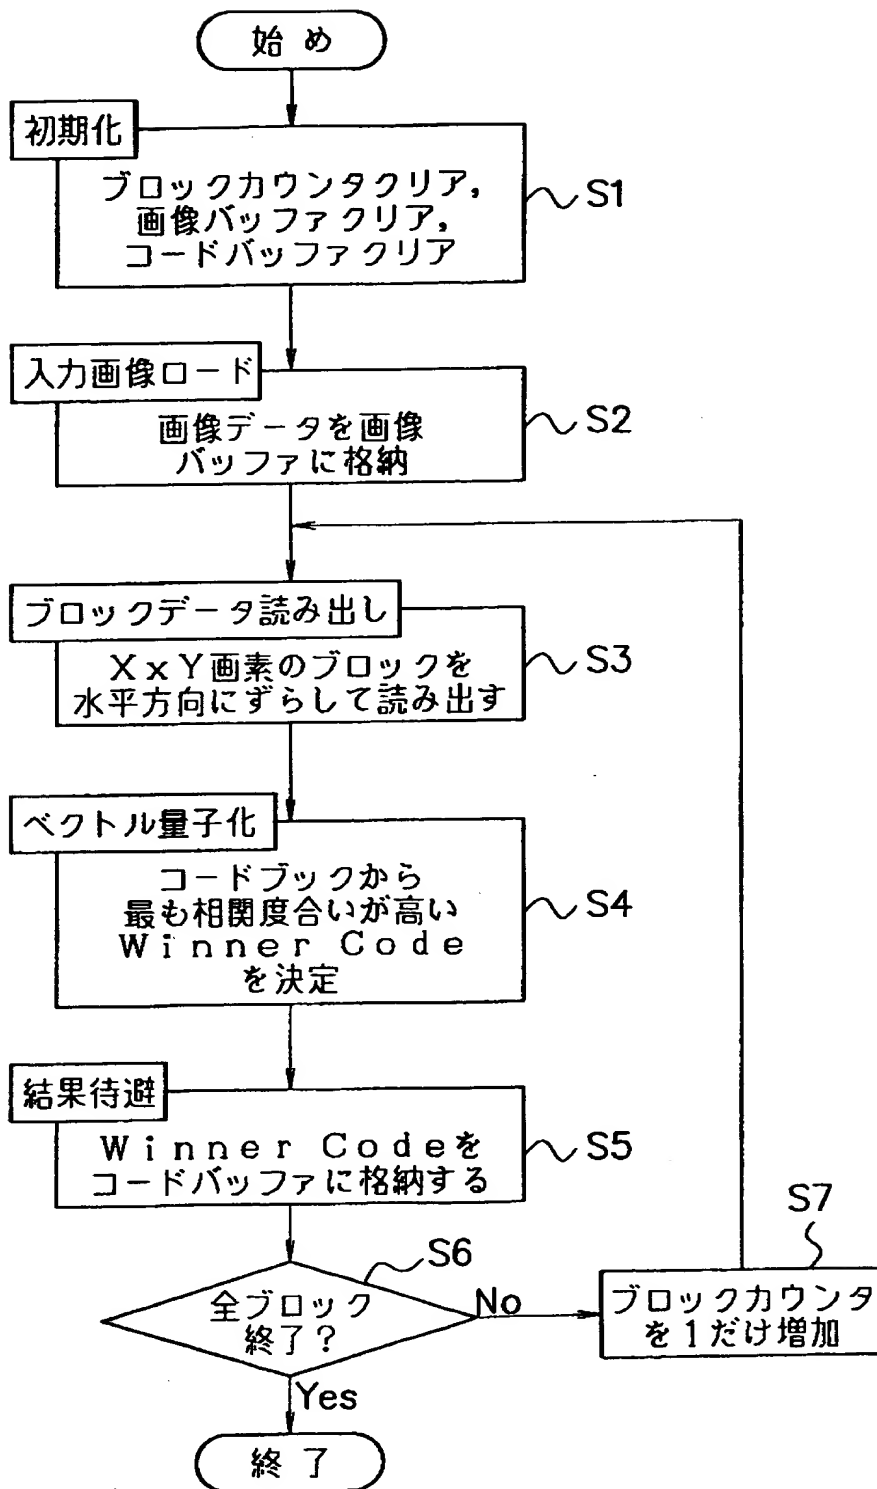 始め
初期化
ブロックカウンタクリア,
画像バッファクリア,
コードバッファクリア
S1
入力画像ロード
画像データを画像
バッファに格納
S2
ブロックデータ読み出し
XxY画素のブロックを
水平方向にずらして読み出す
S3
ベクトル量子化
コードブックから
最も相関度合いが高い
Winner Code
を決定
S4
結果待避
Winner Codeを
コードバッファに格納する
S5
S6
全ブロック
終了?
No
S7
ブロックカウンタ
を1だけ増加
Yes
終了